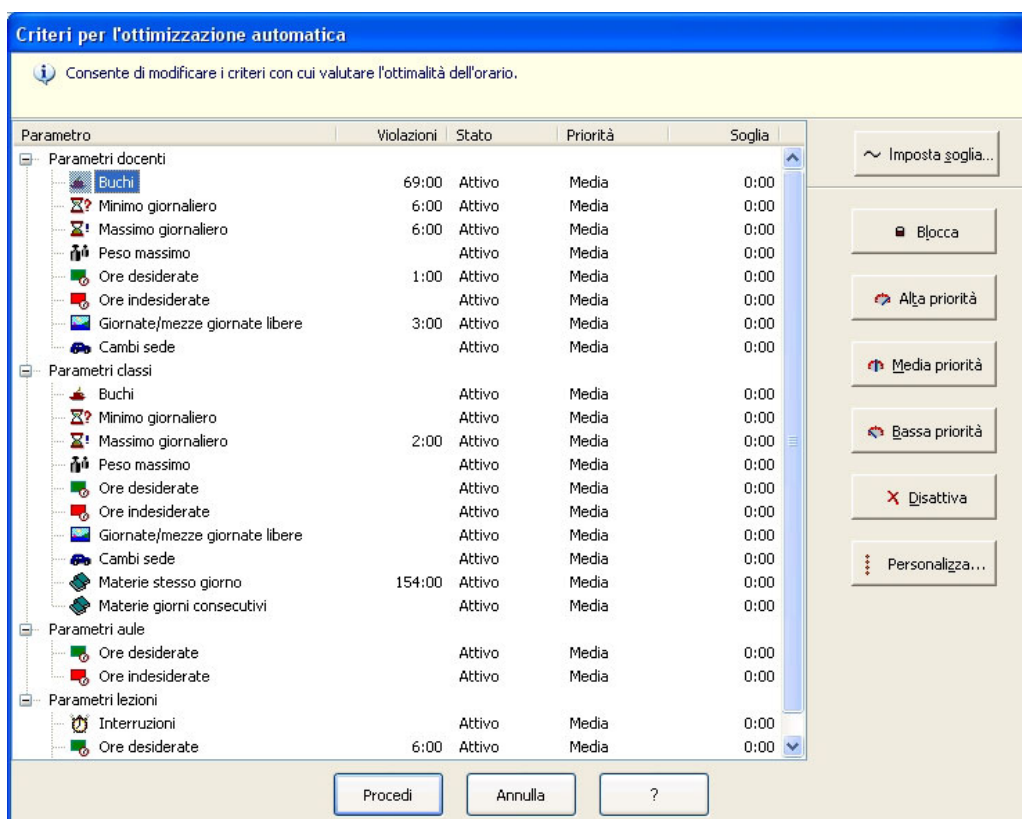 Criteri per l'ottimizzazione automatica
Consente di modificare i criteri con cui valutare l'ottimalità dell'orario.
Parametro Violazioni Stato Priorità Soglia
Parametri docenti
Buchi 69:00 Attivo Media 0:00
Minimo giornaliero 6:00 Attivo Media 0:00
Massimo giornaliero 6:00 Attivo Media 0:00
Peso massimo Attivo Media 0:00
Ore desiderate 1:00 Attivo Media 0:00
Ore indesiderate Attivo Media 0:00
Giornate/mezze giornate libere 3:00 Attivo Media 0:00
Cambi sede Attivo Media 0:00
Parametri classi
Buchi Attivo Media 0:00
Minimo giornaliero Attivo Media 0:00
Massimo giornaliero 2:00 Attivo Media 0:00
Peso massimo Attivo Media 0:00
Ore desiderate Attivo Media 0:00
Ore indesiderate Attivo Media 0:00
Giornate/mezze giornate libere Attivo Media 0:00
Cambi sede Attivo Media 0:00
Materie stesso giorno 154:00 Attivo Media 0:00
Materie giorni consecutivi Attivo Media 0:00
Parametri aule
Ore desiderate Attivo Media 0:00
Ore indesiderate Attivo Media 0:00
Parametri lezioni
Interruzioni Attivo Media 0:00
Ore desiderate 6:00 Attivo Media 0:00
Imposta soglia...
Blocca
Alta priorità
Media priorità
Bassa priorità
Disattiva
Personalizza...
Procedi Annulla ?